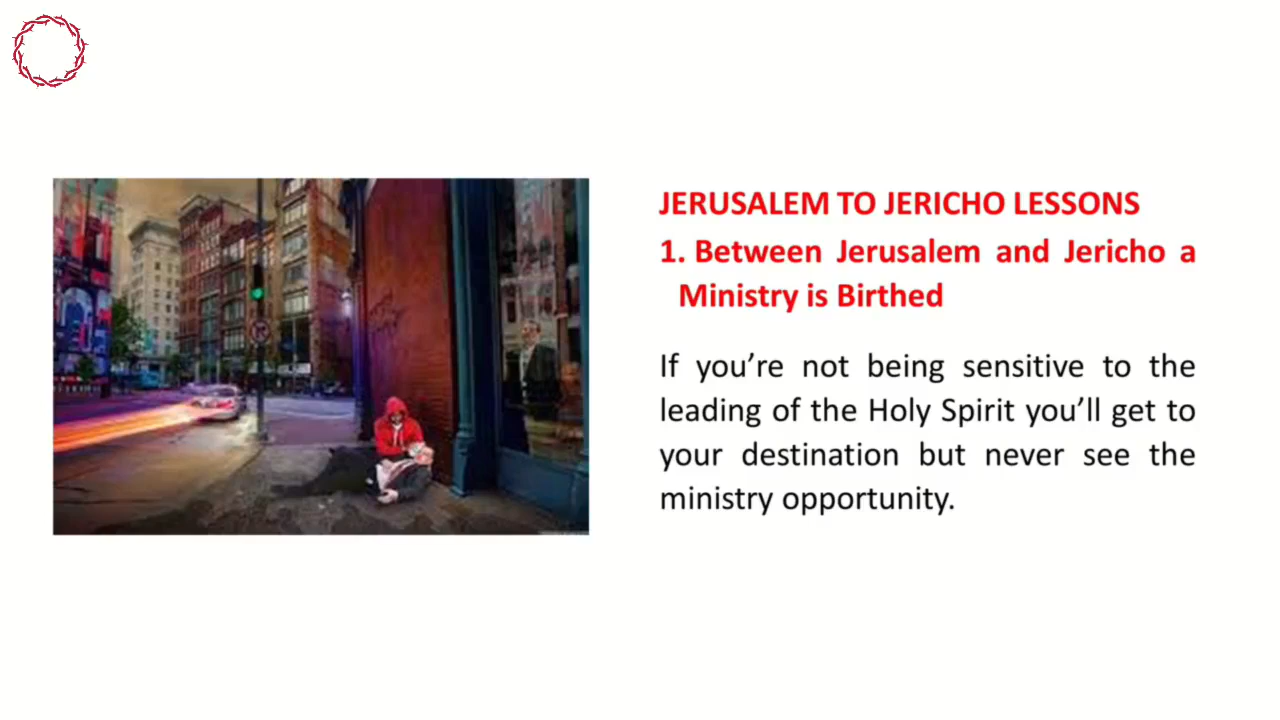 JERUSALEM TO JERICHO LESSONS
1. Between Jerusalem and Jericho a
Ministry is Birthed
If you’re not being sensitive to the
leading of the Holy Spirit you’ll get to
your destination but never see the
ministry opportunity.